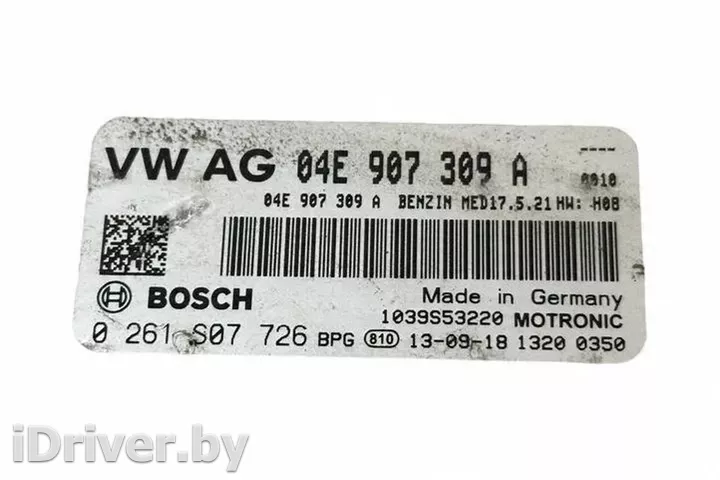 VW AG 04E 907 309 A ----
0010
04E 907 309 A BENZIN MED17.5.21 HW: H08
BOSCH
Made in Germany
1039S53220 MOTRONIC
0 261 S07 726 BPG 810 13-09-18 1320 0350
iDriver.by